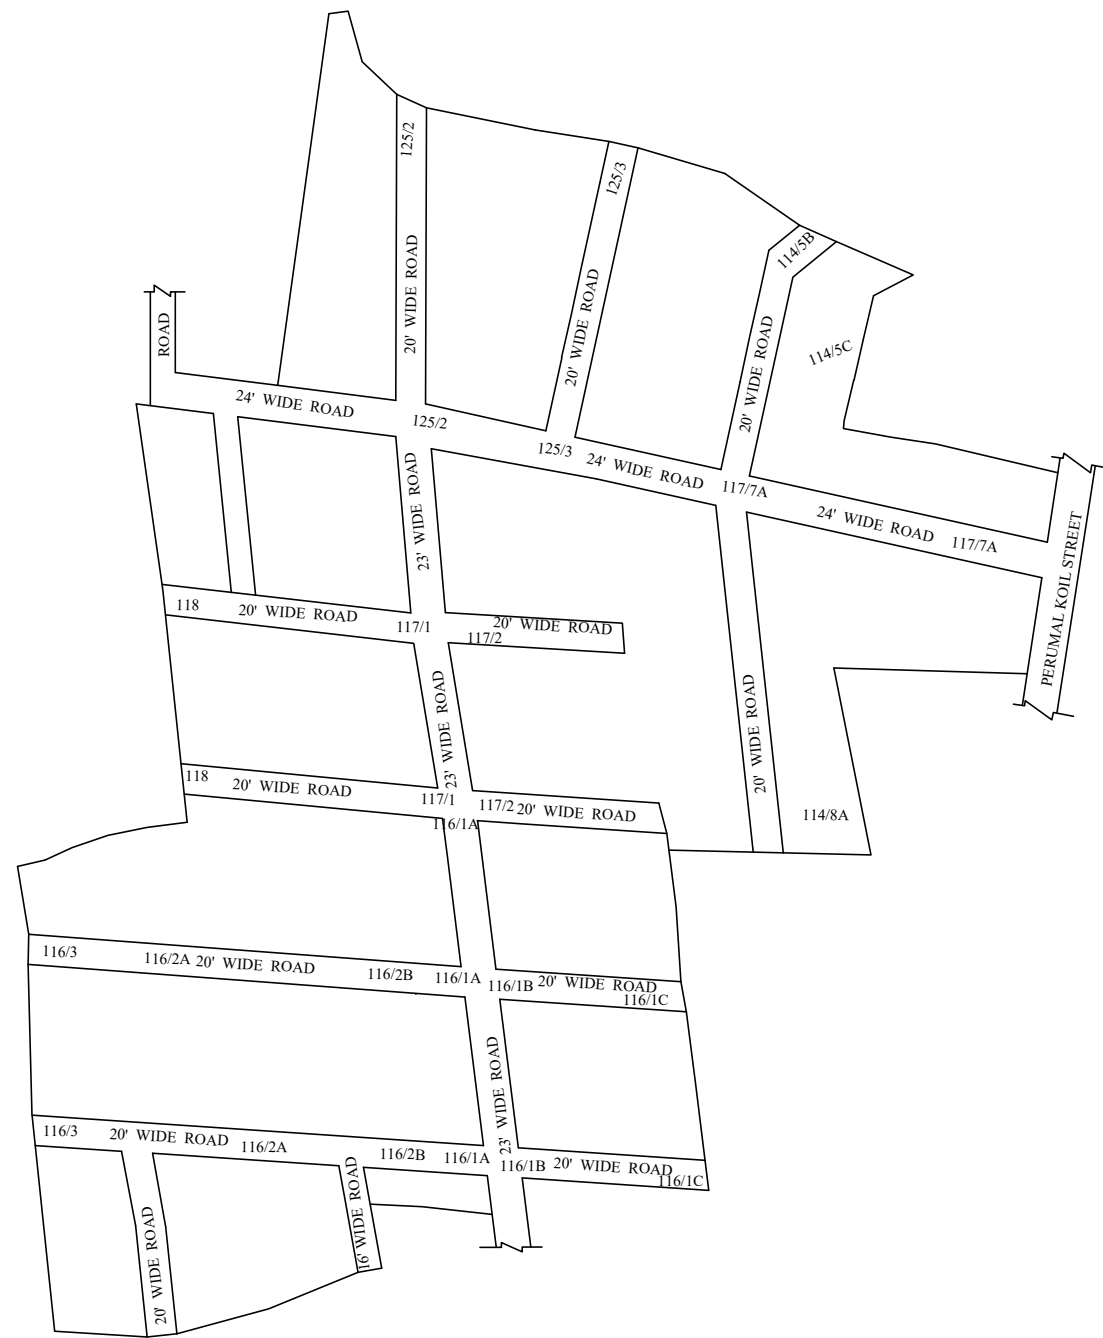 125/2
125/3
114/5B
20' WIDE ROAD
20' WIDE ROAD
ROAD
20' WIDE ROAD
114/5C
24' WIDE ROAD
125/2
125/3
24' WIDE ROAD
117/7A
23' WIDE ROAD
24' WIDE ROAD
117/7A
PERUMAL KOIL STREET
118
20' WIDE ROAD
117/1
20' WIDE ROAD
117/2
23' WIDE ROAD
20' WIDE ROAD
118
20' WIDE ROAD
117/1
117/2
20' WIDE ROAD
116/1A
114/8A
116/3
116/2A
20' WIDE ROAD
116/2B
116/1A
116/1B
20' WIDE ROAD
116/1C
23' WIDE ROAD
116/3
20' WIDE ROAD
116/2A
116/2B
116/1A
116/1B
20' WIDE ROAD
116/1C
20' WIDE ROAD
16' WIDE ROAD